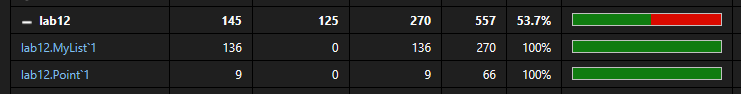 lab12 145 125 270 557 53.7%
lab12.MyList`1 136 0 136 270 100%
lab12.Point`1 9 0 9 66 100%